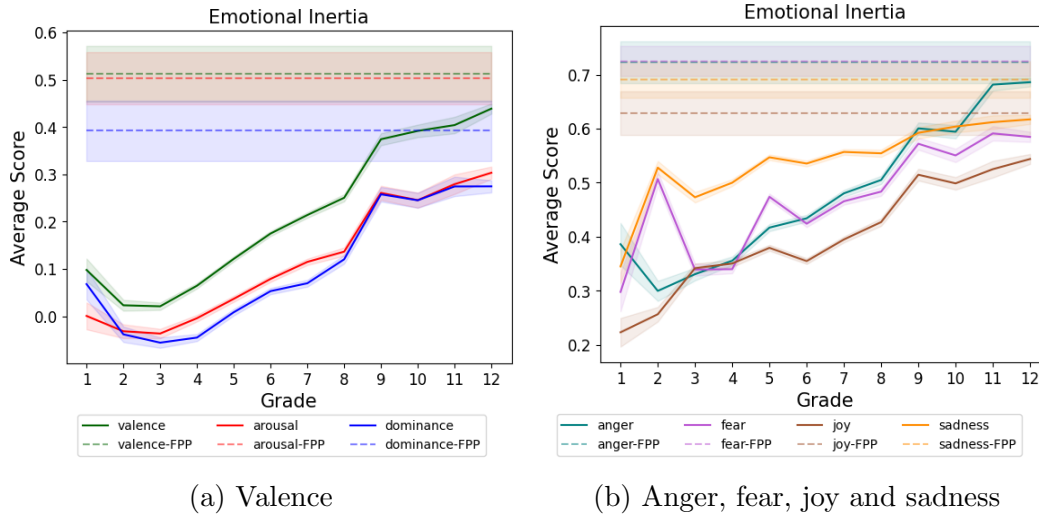 Emotional Inertia
0.6
0.5
0.4
0.3
0.2
0.1
0.0
Average Score
1 2 3 4 5 6 7 8 9 10 11 12
Grade
valence arousal dominance
valence-FPP arousal-FPP dominance-FPP
(a) Valence
Emotional Inertia
0.7
0.6
0.5
0.4
0.3
0.2
Average Score
1 2 3 4 5 6 7 8 9 10 11 12
Grade
anger fear joy sadness
anger-FPP fear-FPP joy-FPP sadness-FPP
(b) Anger, fear, joy and sadness